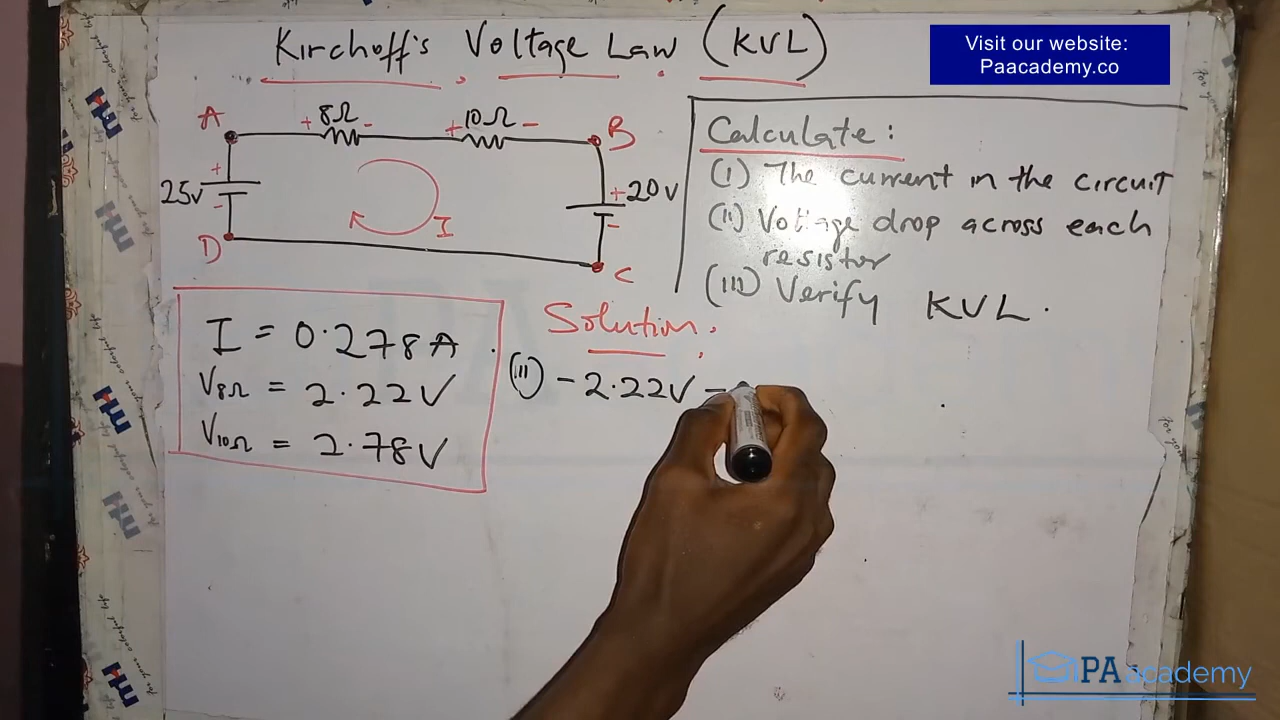 Kirchoff's Voltage Law (KVL)
Visit our website:
Paacademy.co
A
+ 8Ω -
+ 10Ω -
B
25V
+
-
I
+ 20V
-
D
C
Calculate:
(I) The current in the circuit
(II) Voltage drop across each
resistor
(III) Verify KVL.
I = 0.278A
V8Ω = 2.22V
V10Ω = 2.78V
Solution.
(III) -2.22V -
PA academy